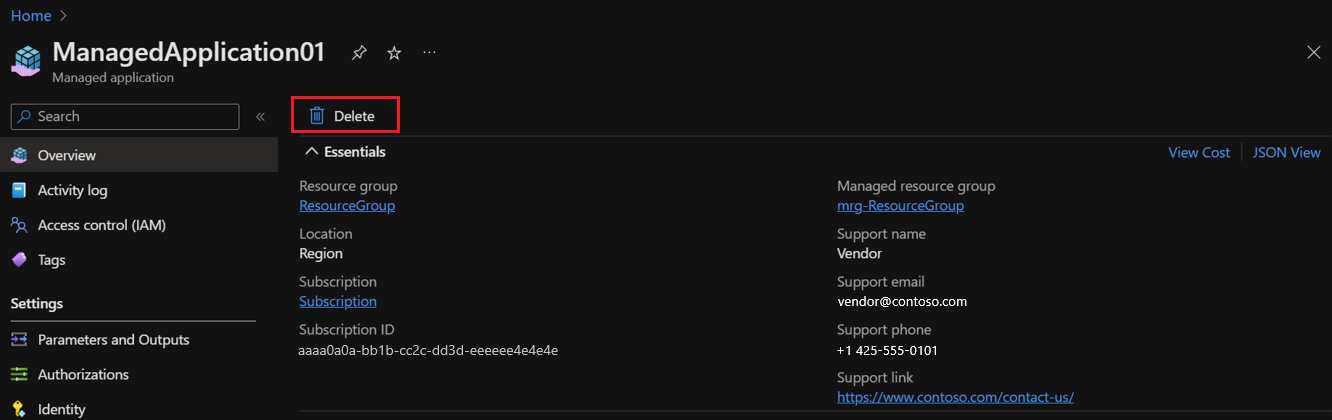 Home
ManagedApplication01
Managed application
Search
Delete
Overview
Activity log
Access control (IAM)
Tags
Settings
Parameters and Outputs
Authorizations
Identity
Essentials
View Cost
JSON View
Resource group
ResourceGroup
Location
Region
Subscription
Subscription
Subscription ID
aaaa0a0a-bb1b-cc2c-dd3d-eeeeee4e4e4e
Managed resource group
mrg-ResourceGroup
Support name
Vendor
Support email
vendor@contoso.com
Support phone
+1 425-555-0101
Support link
https://www.contoso.com/contact-us/